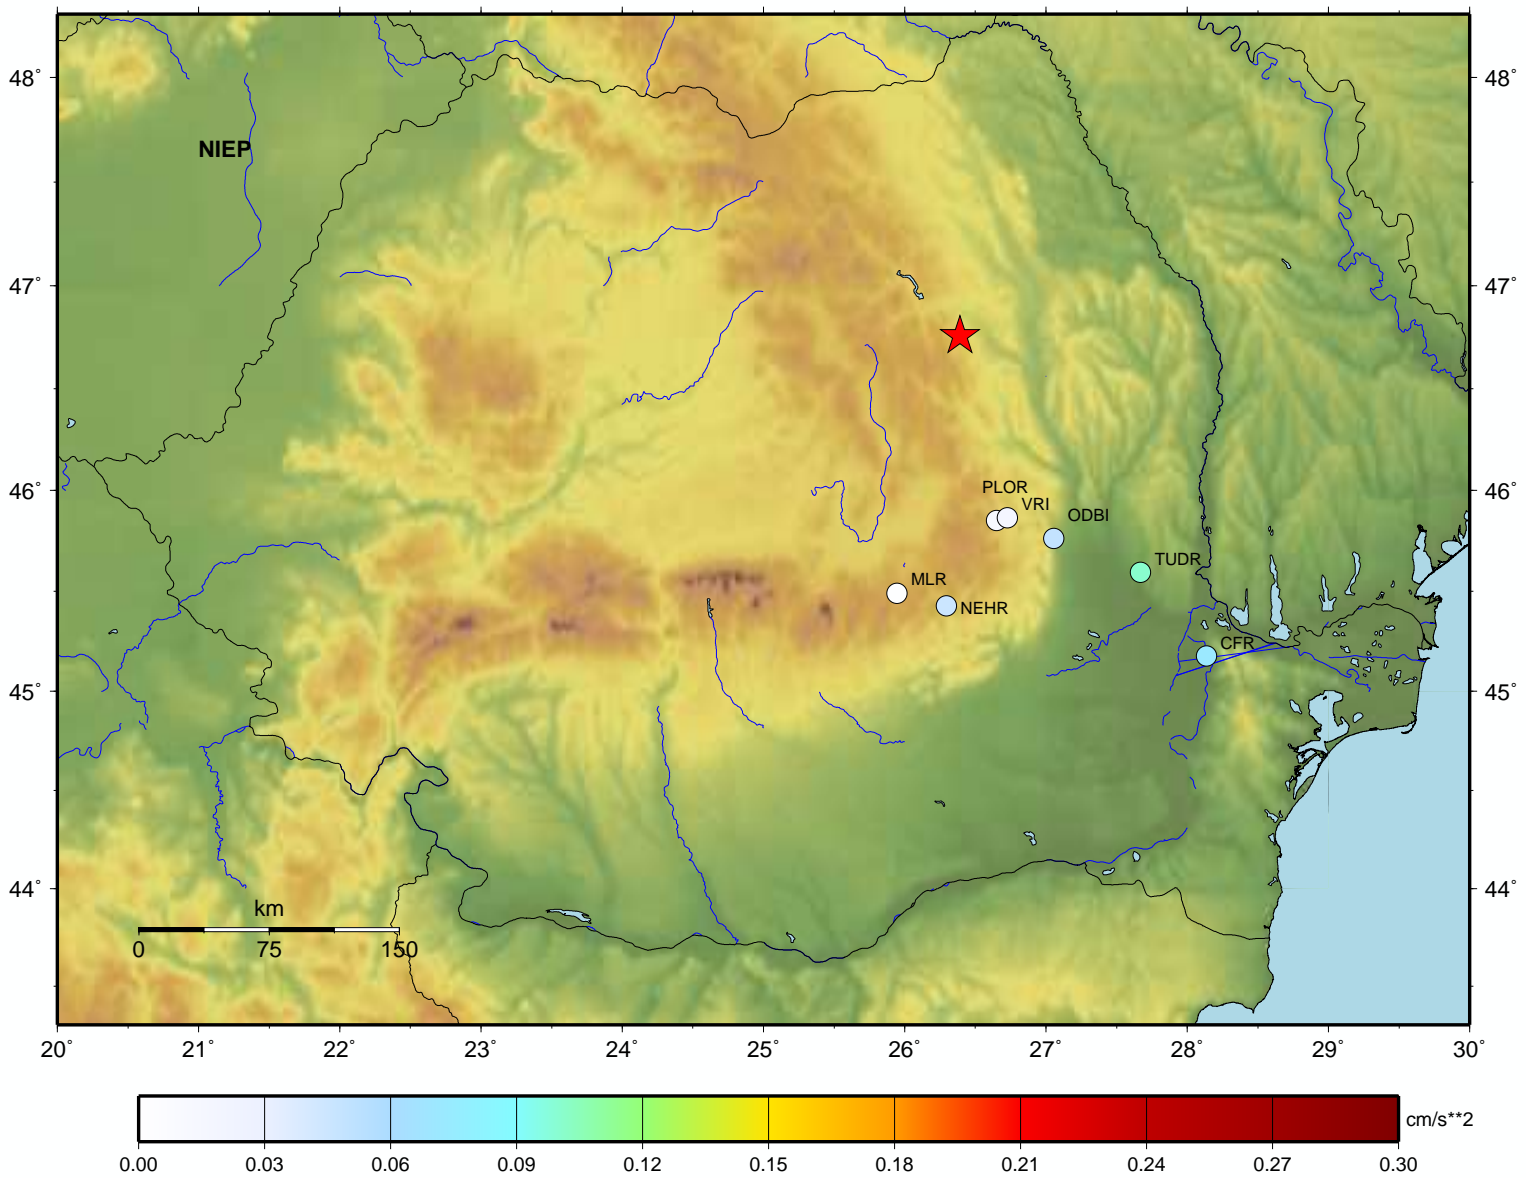 48° 48°
NIEP
47° 47°
46° 46°
PLOR
VRI
ODBI
TUDR
MLR
NEHR
CFR
45° 45°
44° 44°
km
0 75 150
20° 21° 22° 23° 24° 25° 26° 27° 28° 29° 30°
cm/s**2
0.00 0.03 0.06 0.09 0.12 0.15 0.18 0.21 0.24 0.27 0.30